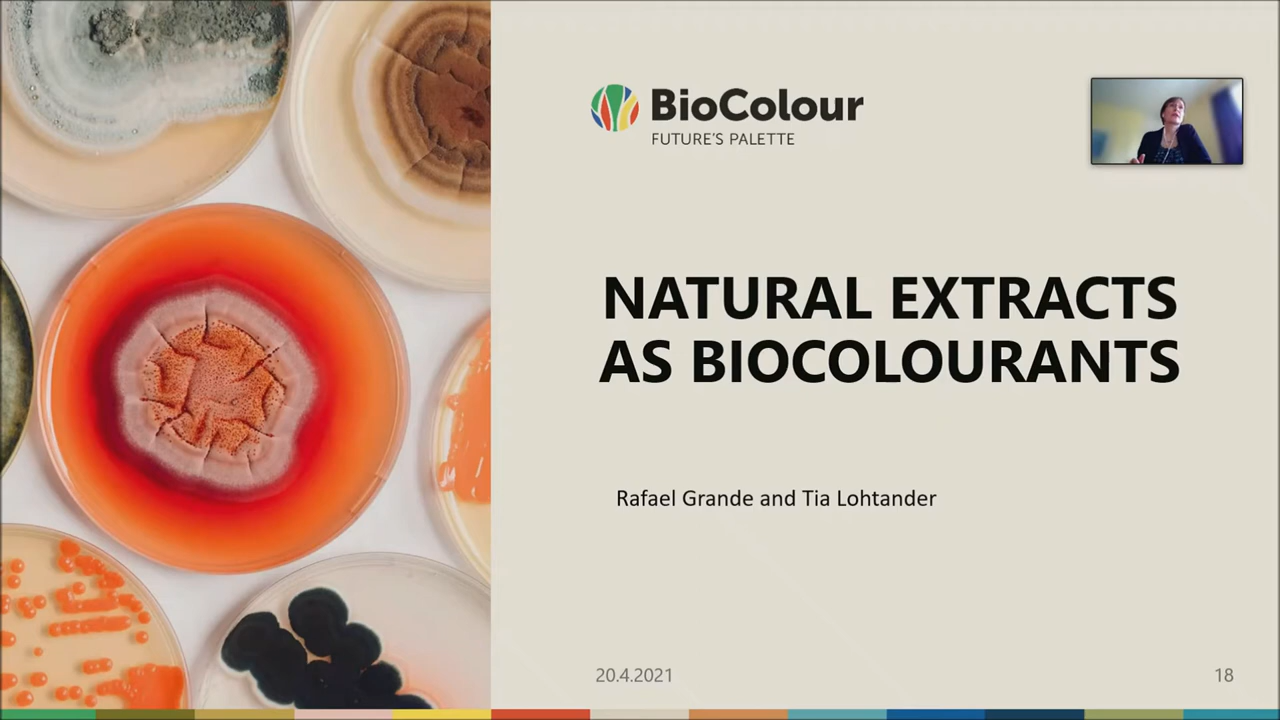 BioColour
FUTURE'S PALETTE
NATURAL EXTRACTS
AS BIOCOLOURANTS
Rafael Grande and Tia Lohtander
20.4.2021
18